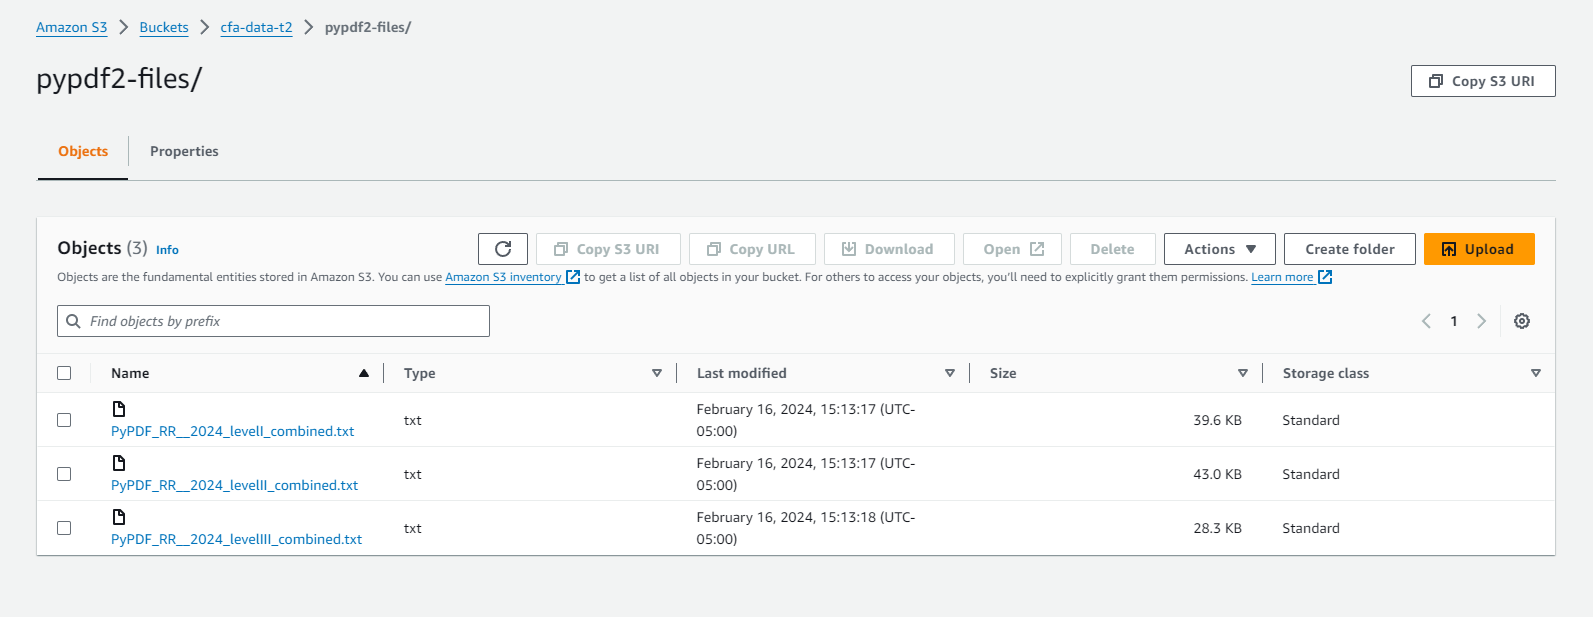 Amazon S3 > Buckets > cfa-data-t2 > pypdf2-files/
pypdf2-files/
Copy S3 URI
Objects Properties
Objects (3) Info
Copy S3 URI Copy URL Download Open Delete Actions Create folder Upload
Objects are the fundamental entities stored in Amazon S3. You can use Amazon S3 inventory to get a list of all objects in your bucket. For others to access your objects, you'll need to explicitly grant them permissions. Learn more
Find objects by prefix
1
Name Type Last modified Size Storage class
PyPDF_RR__2024_levelI_combined.txt txt February 16, 2024, 15:13:17 (UTC-
05:00) 39.6 KB Standard
PyPDF_RR__2024_levelII_combined.txt txt February 16, 2024, 15:13:17 (UTC-
05:00) 43.0 KB Standard
PyPDF_RR__2024_levelIII_combined.txt txt February 16, 2024, 15:13:18 (UTC-
05:00) 28.3 KB Standard